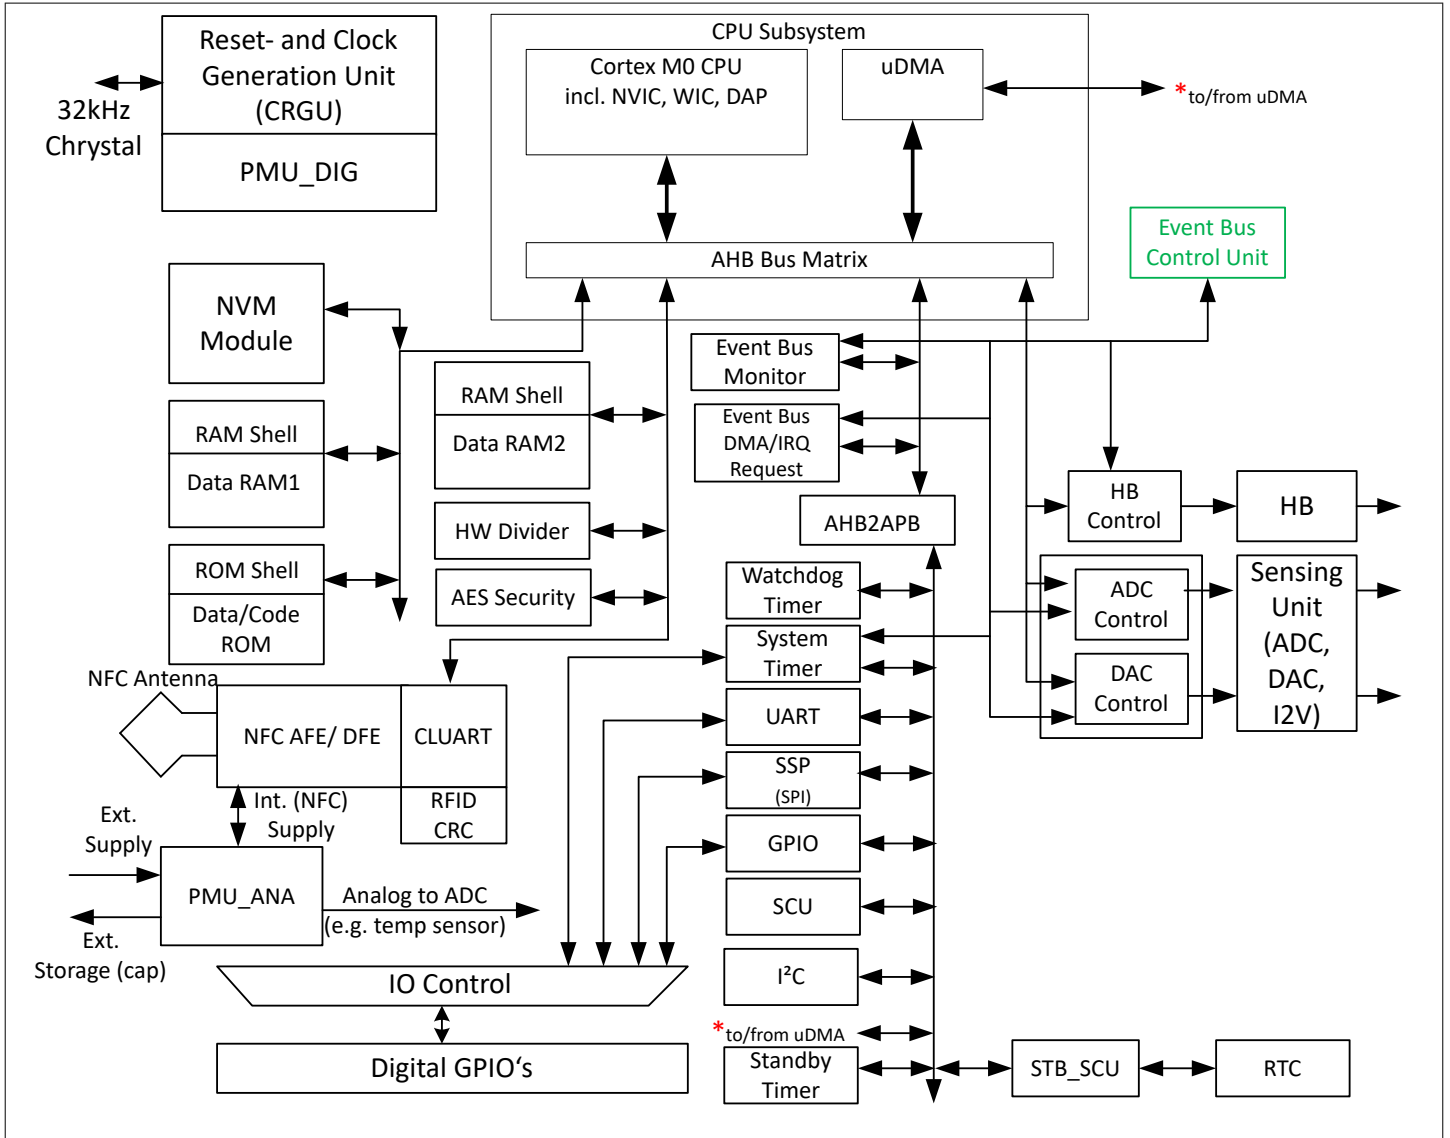 CPU Subsystem
Reset- and Clock
Generation Unit
(CRGU)
PMU_DIG
32kHz
Chrystal
Cortex M0 CPU
incl. NVIC, WIC, DAP
uDMA
*to/from uDMA
AHB Bus Matrix
Event Bus
Control Unit
NVM
Module
RAM Shell
Data RAM1
ROM Shell
Data/Code
ROM
RAM Shell
Data RAM2
HW Divider
AES Security
Event Bus
Monitor
Event Bus
DMA/IRQ
Request
AHB2APB
HB
Control
HB
ADC
Control
DAC
Control
Sensing
Unit
(ADC,
DAC,
I2V)
Watchdog
Timer
System
Timer
UART
SSP
(SPI)
GPIO
SCU
I²C
*to/from uDMA
Standby
Timer
STB_SCU
RTC
NFC Antenna
NFC AFE/ DFE
CLUART
RFID
CRC
Int. (NFC)
Supply
Ext.
Supply
PMU_ANA
Analog to ADC
(e.g. temp sensor)
Ext.
Storage (cap)
IO Control
Digital GPIO‘s